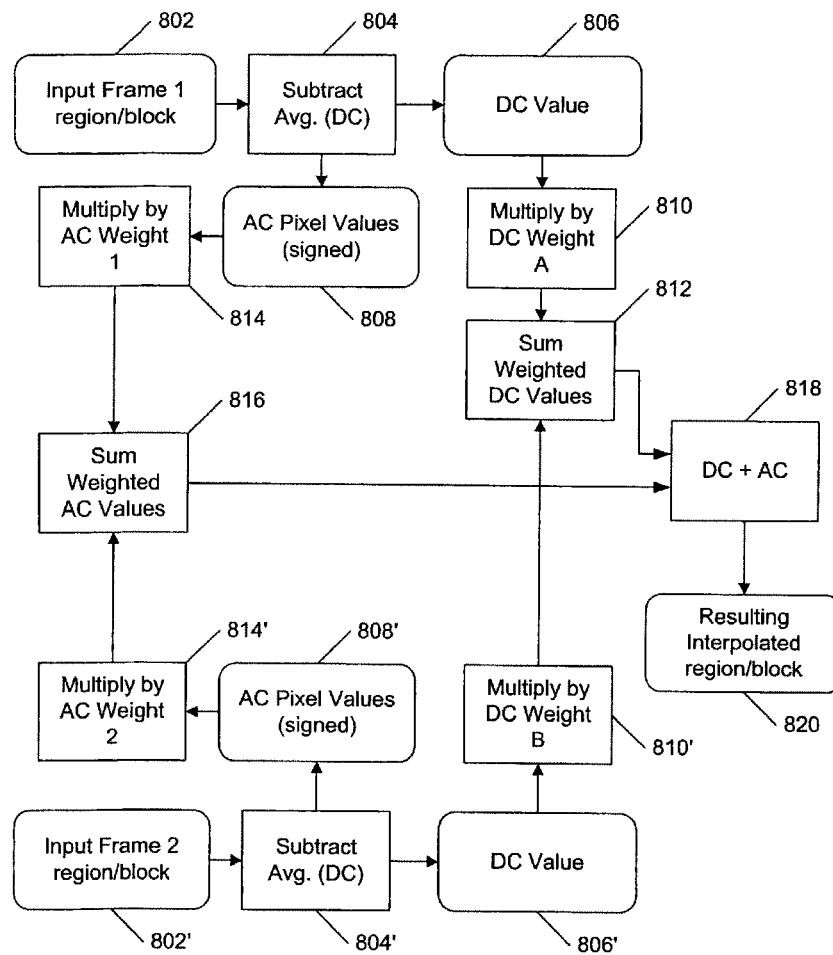 802
804
806
Input Frame 1
region/block
Subtract
Avg. (DC)
DC Value
Multiply by
AC Weight
1
AC Pixel Values
(signed)
Multiply by
DC Weight
A
810
814
808
812
Sum
Weighted
DC Values
816
818
Sum
Weighted
AC Values
DC + AC
814'
808'
Resulting
Interpolated
region/block
Multiply by
AC Weight
2
AC Pixel Values
(signed)
Multiply by
DC Weight
B
820
810'
Input Frame 2
region/block
Subtract
Avg. (DC)
DC Value
802'
804'
806'